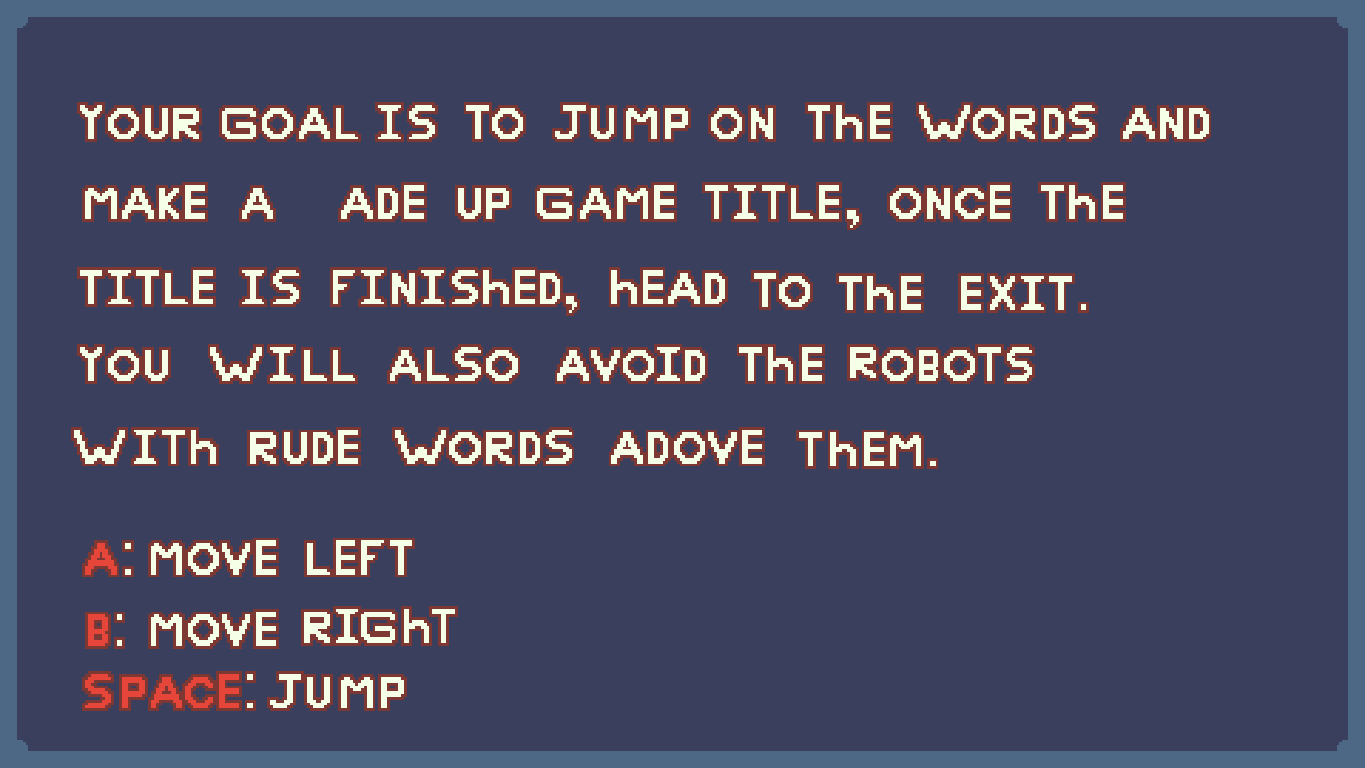 YOUR GOAL IS TO JUMP ON THE WORDS AND
MAKE A ADE UP GAME TITLE, ONCE THE
TITLE IS FINISHED, HEAD TO THE EXIT.
YOU WILL ALSO AVOID THE ROBOTS
WITH RUDE WORDS ADOVE THEM.
A: MOVE LEFT
B: MOVE RIGHT
SPACE: JUMP